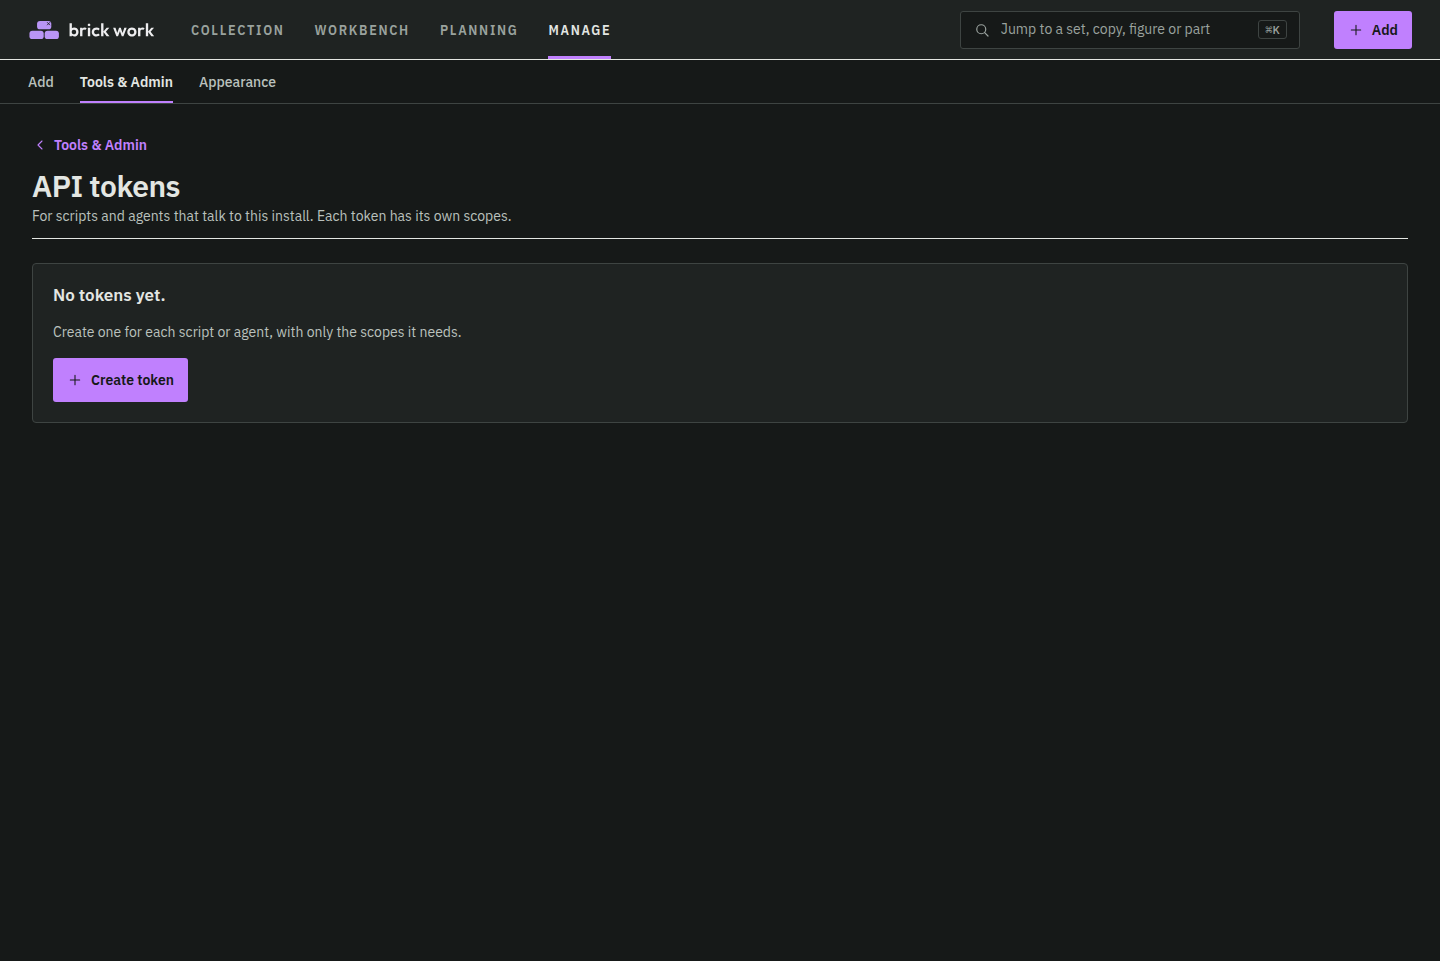 brick work
COLLECTION
WORKBENCH
PLANNING
MANAGE
Jump to a set, copy, figure or part
⌘K
Add
Add
Tools & Admin
Appearance
Tools & Admin
API tokens
For scripts and agents that talk to this install. Each token has its own scopes.
No tokens yet.
Create one for each script or agent, with only the scopes it needs.
Create token